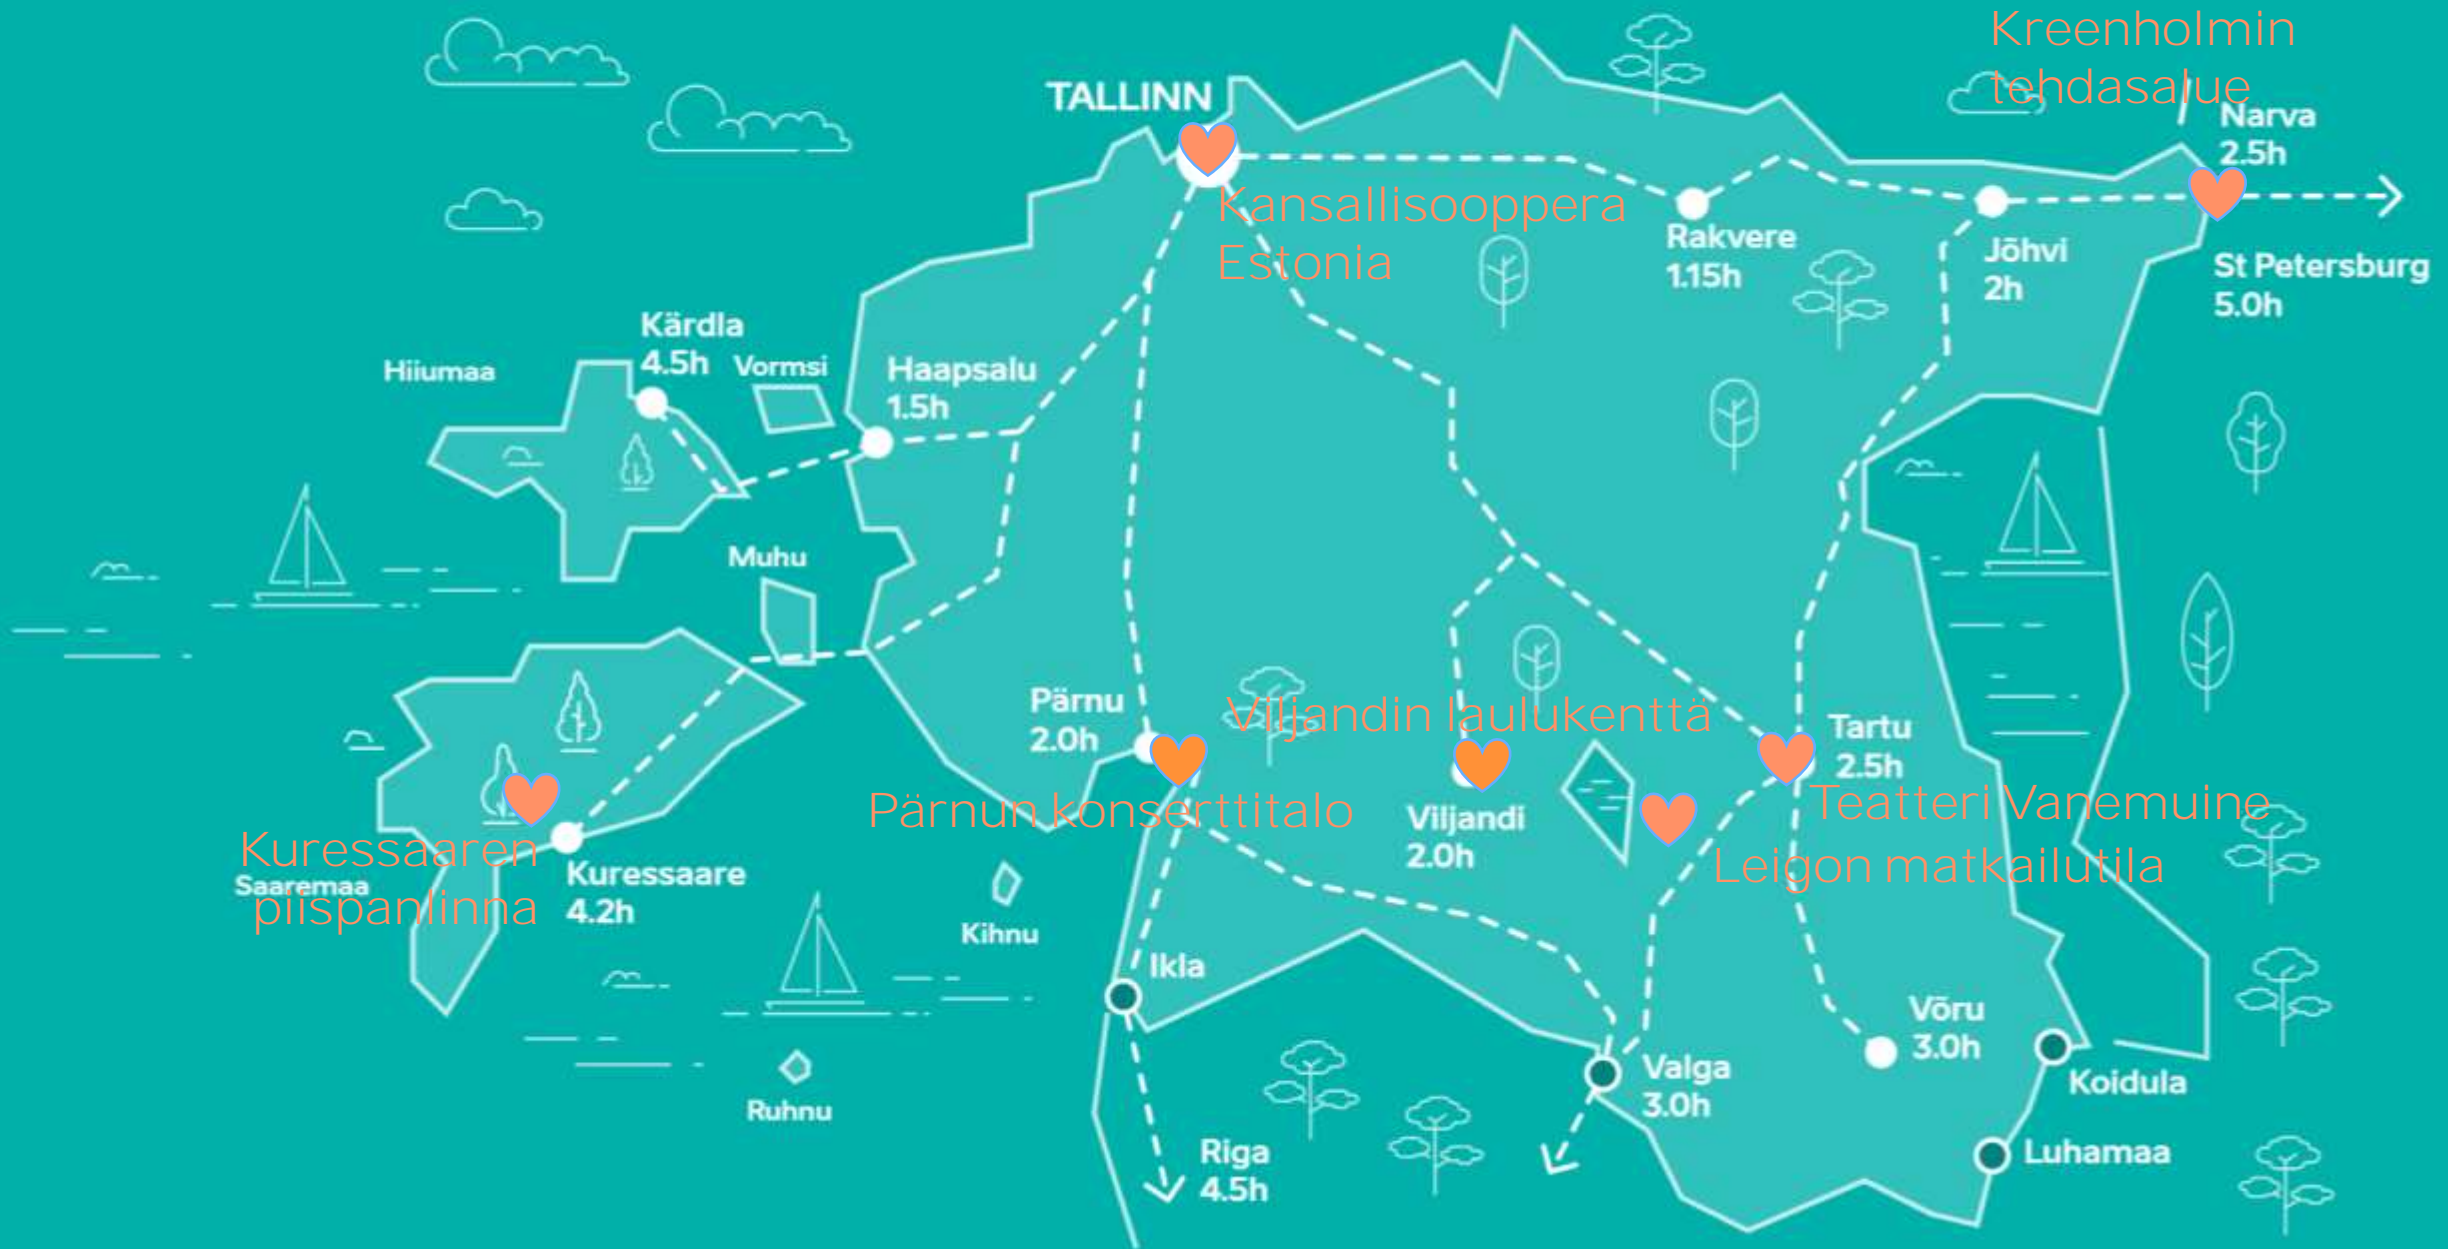 Kreenholmin
tehdasalue
TALLINN
Narva
2.5h
Kansallisooppera
Estonia
Rakvere
1.15h
Jõhvi
2h
St Petersburg
5.0h
Kärdla
4.5h
Hiiumaa
Vormsi
Haapsalu
1.5h
Muhu
Pärnu
2.0h
Viljandin laulukenttä
Tartu
2.5h
Pärnun konserttitalo
Viljandi
2.0h
Teatteri Vanemuine
Leigon matkailutila
Kuressaaren
piispanlinna
Saaremaa
Kuressaare
4.2h
Kihnu
Ikla
Võru
3.0h
Valga
3.0h
Koidula
Ruhnu
Riga
4.5h
Luhamaa